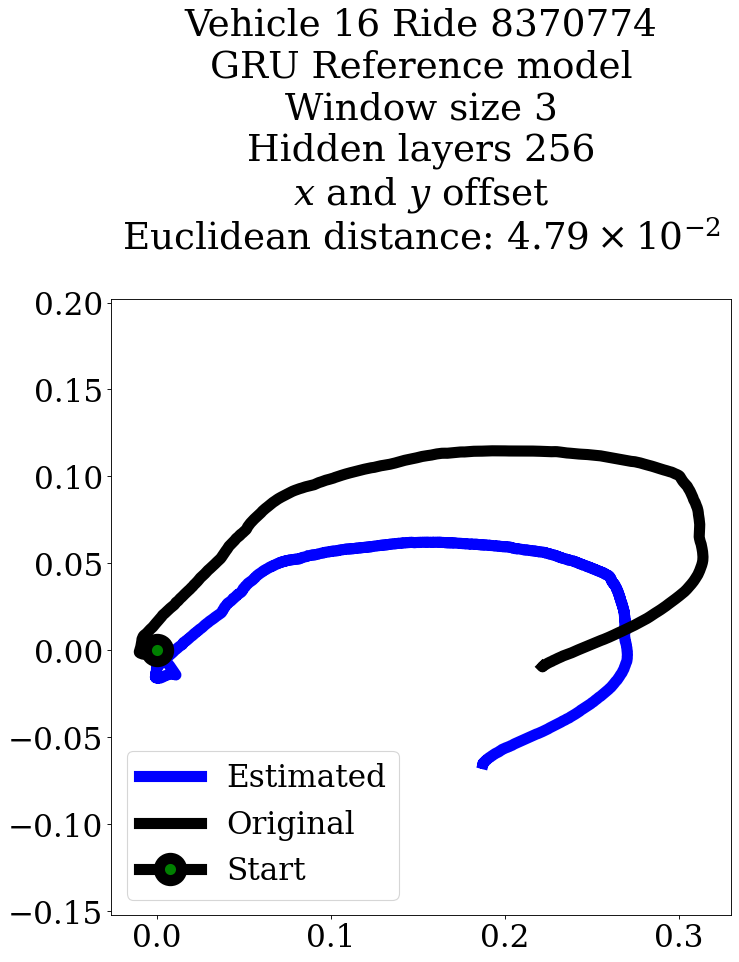 Vehicle 16 Ride 8370774
GRU Reference model
Window size 3
Hidden layers 256
x and y offset
Euclidean distance: 4.79 × 10⁻²
0.20
0.15
0.10
0.05
0.00
−0.05
−0.10
−0.15
Estimated
Original
Start
0.0 0.1 0.2 0.3